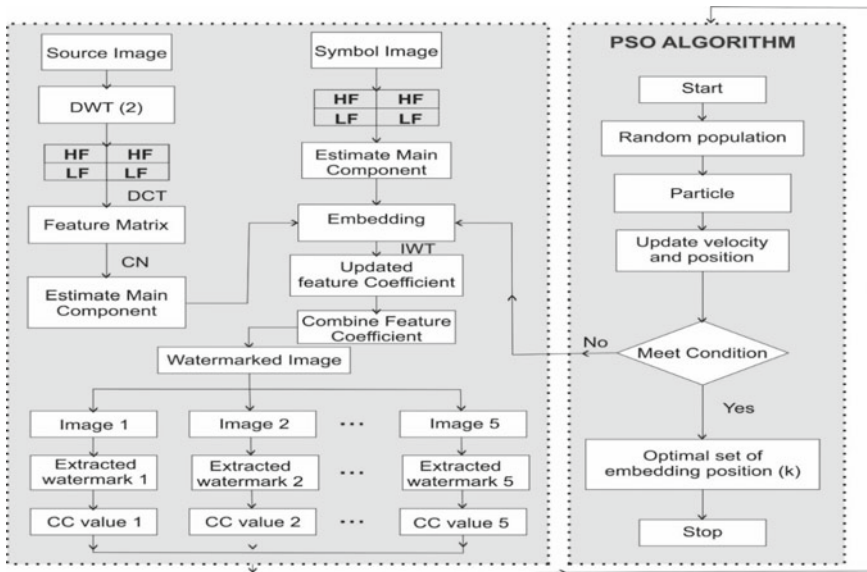 Source Image
DWT (2)
HF HF
LF LF
DCT
Feature Matrix
CN
Estimate Main
Component
Symbol Image
HF HF
LF LF
Estimate Main
Component
Embedding
IWT
Updated
feature Coefficient
Combine Feature
Coefficient
Watermarked Image
Image 1
Image 2
...
Image 5
Extracted
watermark 1
Extracted
watermark 2
...
Extracted
watermark 5
CC value 1
CC value 2
...
CC value 5
PSO ALGORITHM
Start
Random population
Particle
Update velocity
and position
Meet Condition
No
Yes
Optimal set of
embedding position (k)
Stop